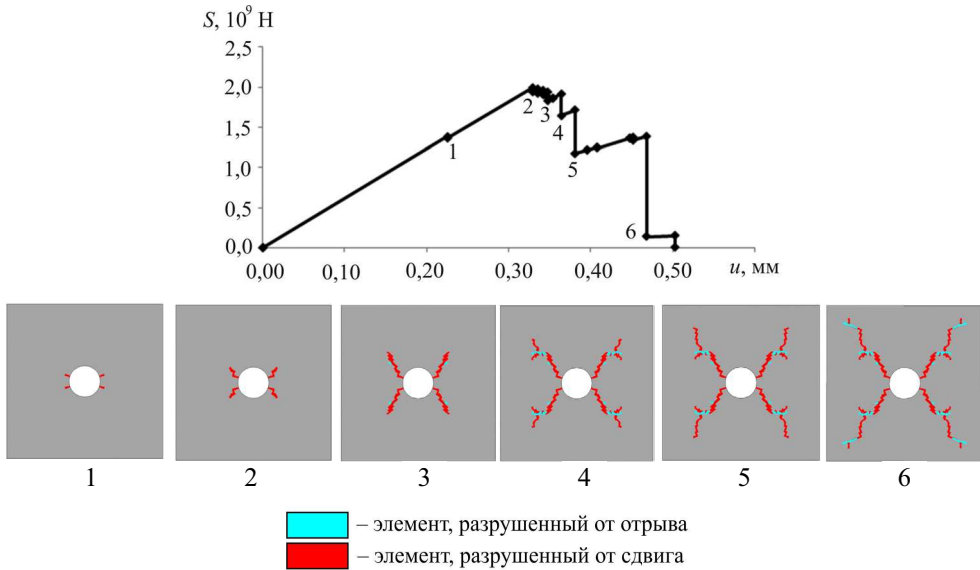 S, 10⁹ Н
2,5
2,0
1,5
1,0
0,5
0,0
1
2
3
4
5
6
0,00 0,10 0,20 0,30 0,40 0,50 u, мм
1 2 3 4 5 6
– элемент, разрушенный от отрыва
– элемент, разрушенный от сдвига